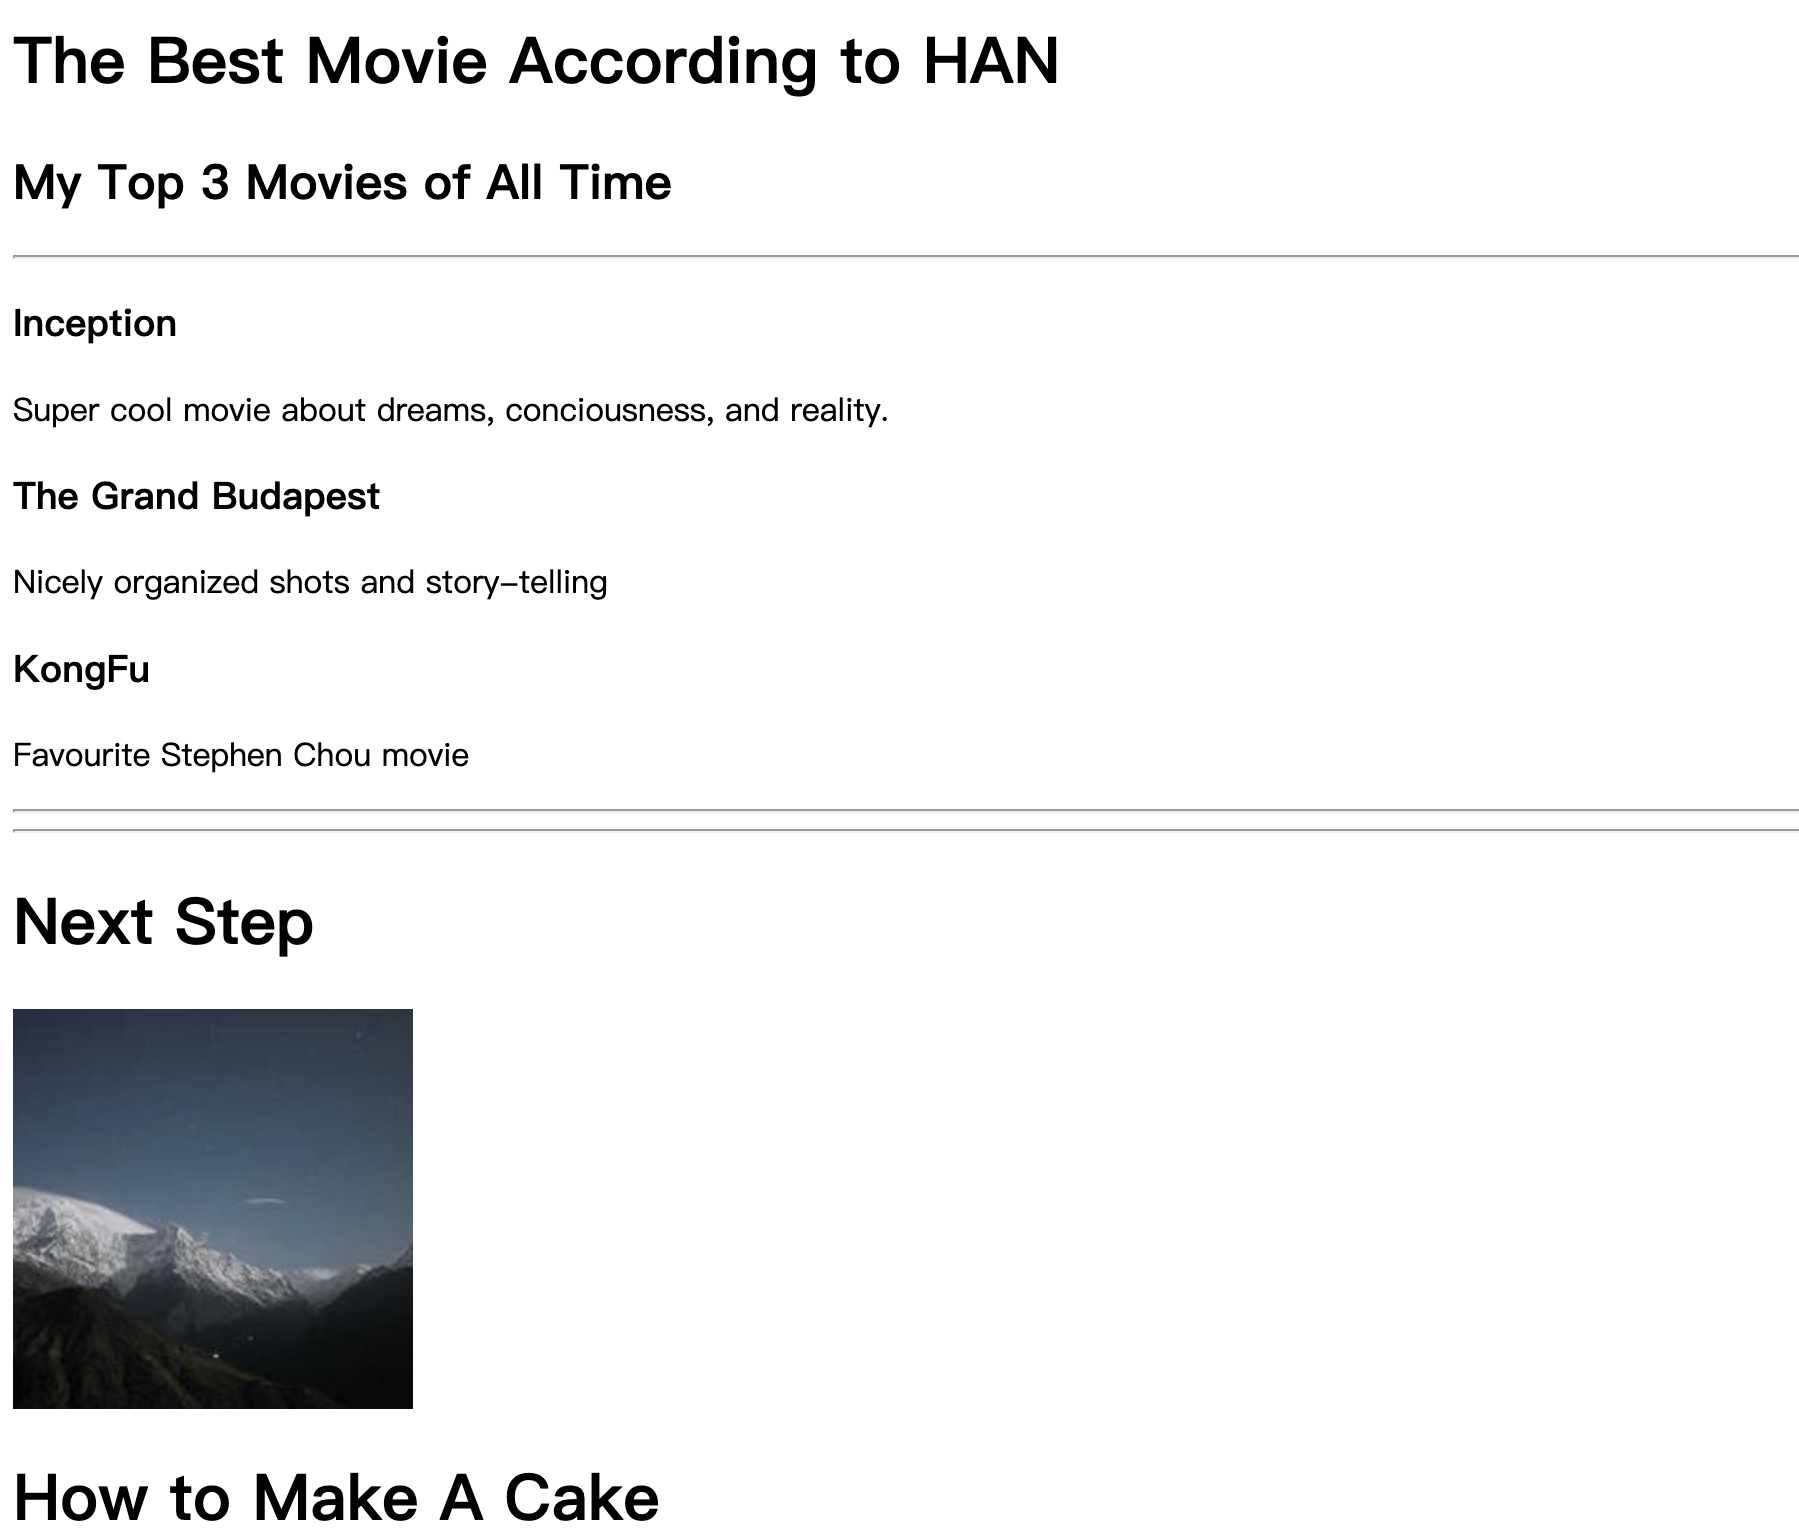 The Best Movie According to HAN
My Top 3 Movies of All Time
Inception
Super cool movie about dreams, conciousness, and reality.
The Grand Budapest
Nicely organized shots and story-telling
KongFu
Favourite Stephen Chou movie
Next Step
How to Make A Cake